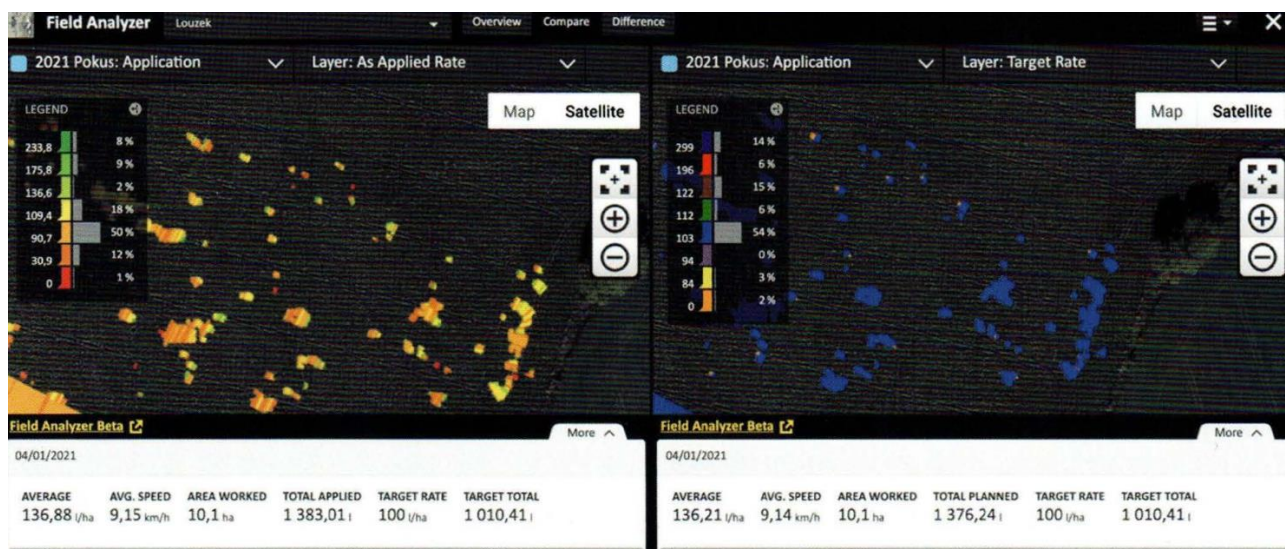 Field Analyzer Louzek Overview Compare Difference
2021 Pokus: Application Layer: As Applied Rate
LEGEND
Map Satellite
233,8 8 %
175,8 9 %
136,6 2 %
109,4 18 %
90,7 50 %
30,9 12 %
0 1 %
Field Analyzer Beta
More
04/01/2021
AVERAGE AVG. SPEED AREA WORKED TOTAL APPLIED TARGET RATE TARGET TOTAL
136,88 l/ha 9,15 km/h 10,1 ha 1 383,01 l 100 l/ha 1 010,41 l
2021 Pokus: Application Layer: Target Rate
LEGEND
Map Satellite
299 14 %
196 6 %
122 15 %
112 6 %
103 54 %
94 0 %
84 3 %
0 2 %
Field Analyzer Beta
More
04/01/2021
AVERAGE AVG. SPEED AREA WORKED TOTAL PLANNED TARGET RATE TARGET TOTAL
136,21 l/ha 9,14 km/h 10,1 ha 1 376,24 l 100 l/ha 1 010,41 l